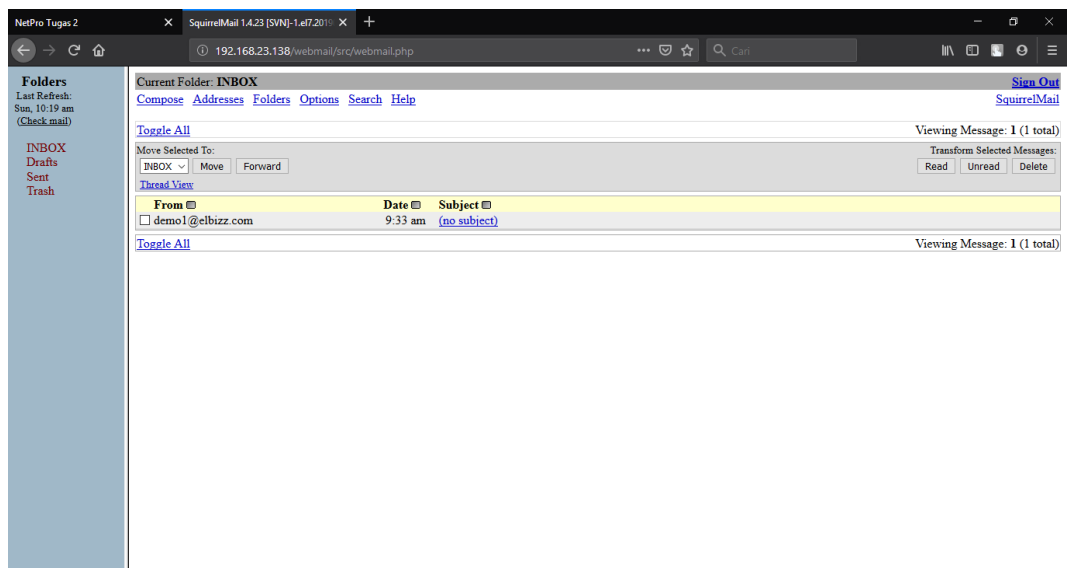 NetPro Tugas 2
SquirrelMail 1.4.23 [SVN]-1.el7.2019
192.168.23.138/webmail/src/webmail.php
Cari
Folders
Last Refresh:
Sun, 10:19 am
(Check mail)
INBOX
Drafts
Sent
Trash
Current Folder: INBOX Sign Out
Compose Addresses Folders Options Search Help SquirrelMail
Toggle All Viewing Message: 1 (1 total)
Move Selected To: Transform Selected Messages:
INBOX Move Forward Read Unread Delete
Thread View
From Date Subject
demo1@elbizz.com 9:33 am (no subject)
Toggle All Viewing Message: 1 (1 total)